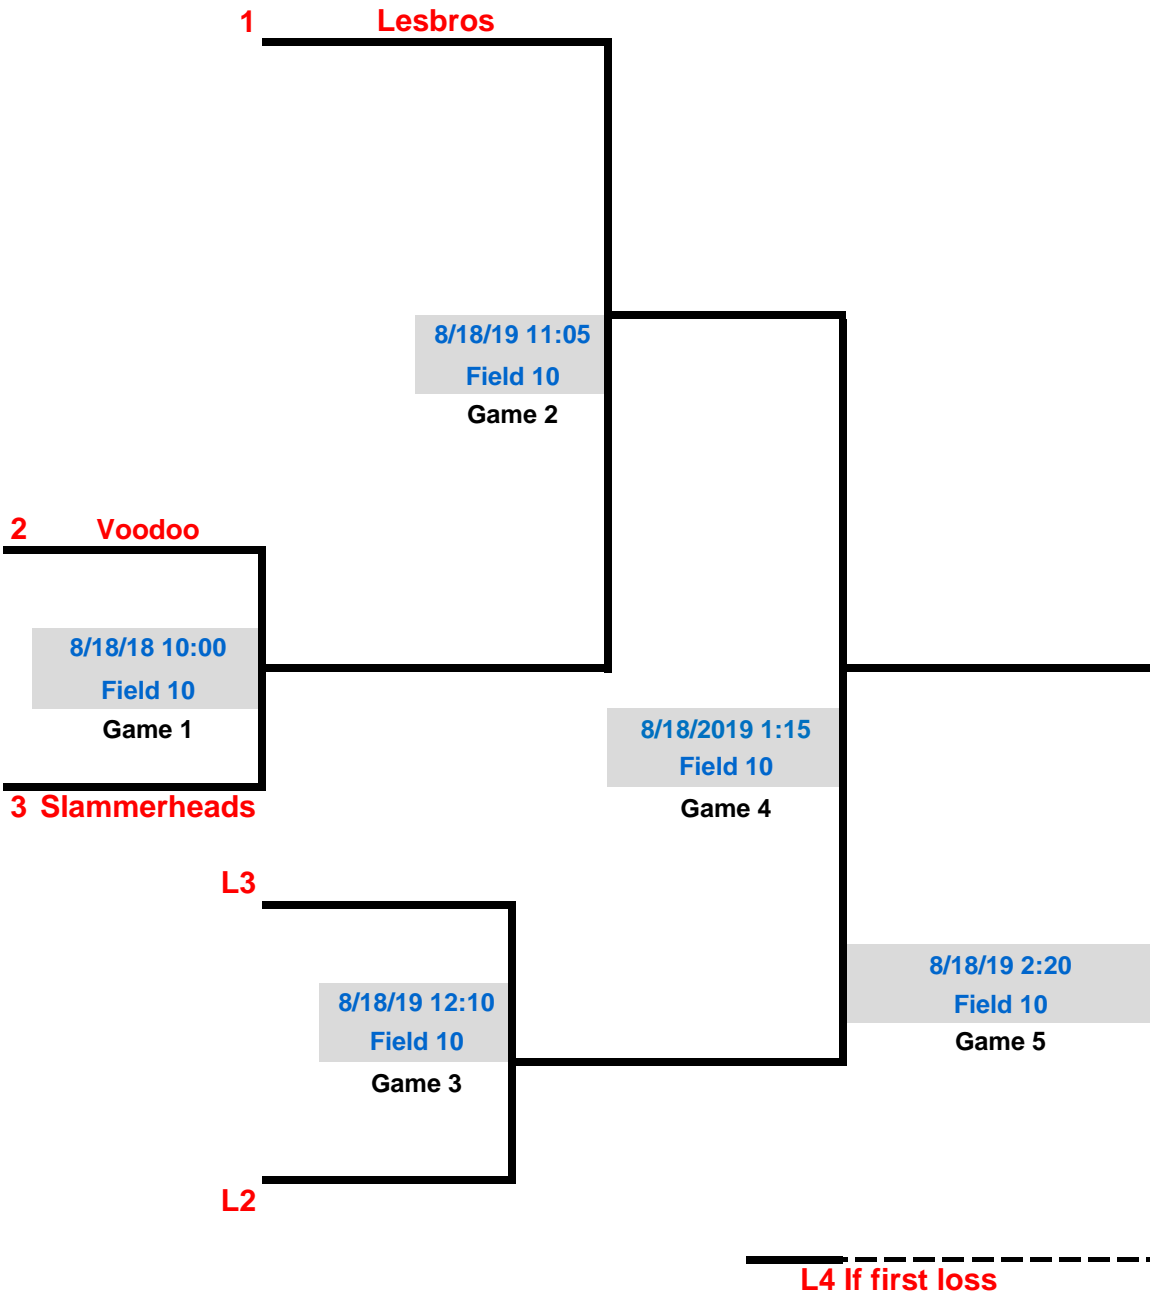 1 Lesbros
8/18/19 11:05
Field 10
Game 2
2 Voodoo
8/18/18 10:00
Field 10
Game 1
3 Slammerheads
8/18/2019 1:15
Field 10
Game 4
L3
8/18/19 12:10
Field 10
Game 3
L2
8/18/19 2:20
Field 10
Game 5
L4 If first loss